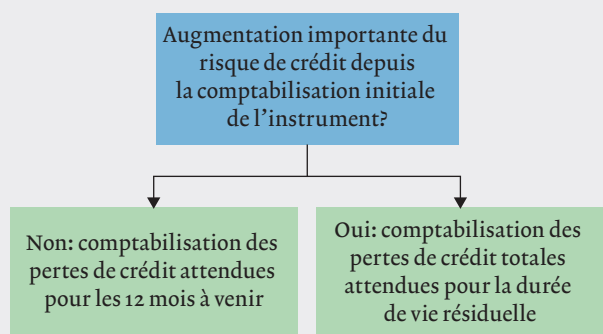 Augmentation importante du
risque de crédit depuis
la comptabilisation initiale
de l’instrument?
Non: comptabilisation des
pertes de crédit attendues
pour les 12 mois à venir
Oui: comptabilisation des
pertes de crédit totales
attendues pour la durée
de vie résiduelle